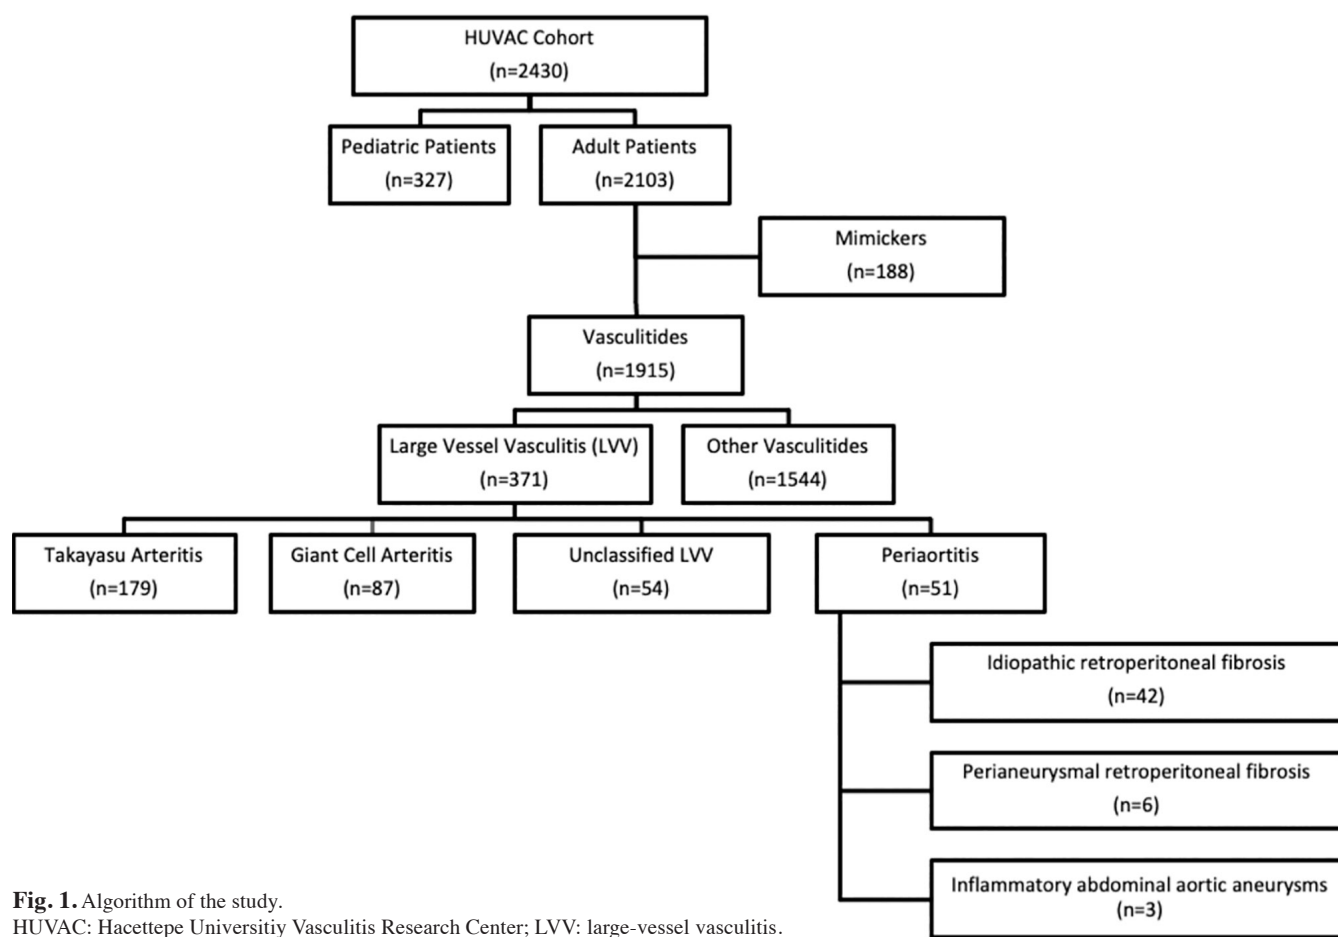 HUVAC Cohort
(n=2430)
Pediatric Patients
(n=327)
Adult Patients
(n=2103)
Mimickers
(n=188)
Vasculitides
(n=1915)
Large Vessel Vasculitis (LVV)
(n=371)
Other Vasculitides
(n=1544)
Takayasu Arteritis
(n=179)
Giant Cell Arteritis
(n=87)
Unclassified LVV
(n=54)
Periaortitis
(n=51)
Idiopathic retroperitoneal fibrosis
(n=42)
Perianeurysmal retroperitoneal fibrosis
(n=6)
Inflammatory abdominal aortic aneurysms
(n=3)
Fig. 1. Algorithm of the study.
HUVAC: Hacettepe Universitiy Vasculitis Research Center; LVV: large-vessel vasculitis.